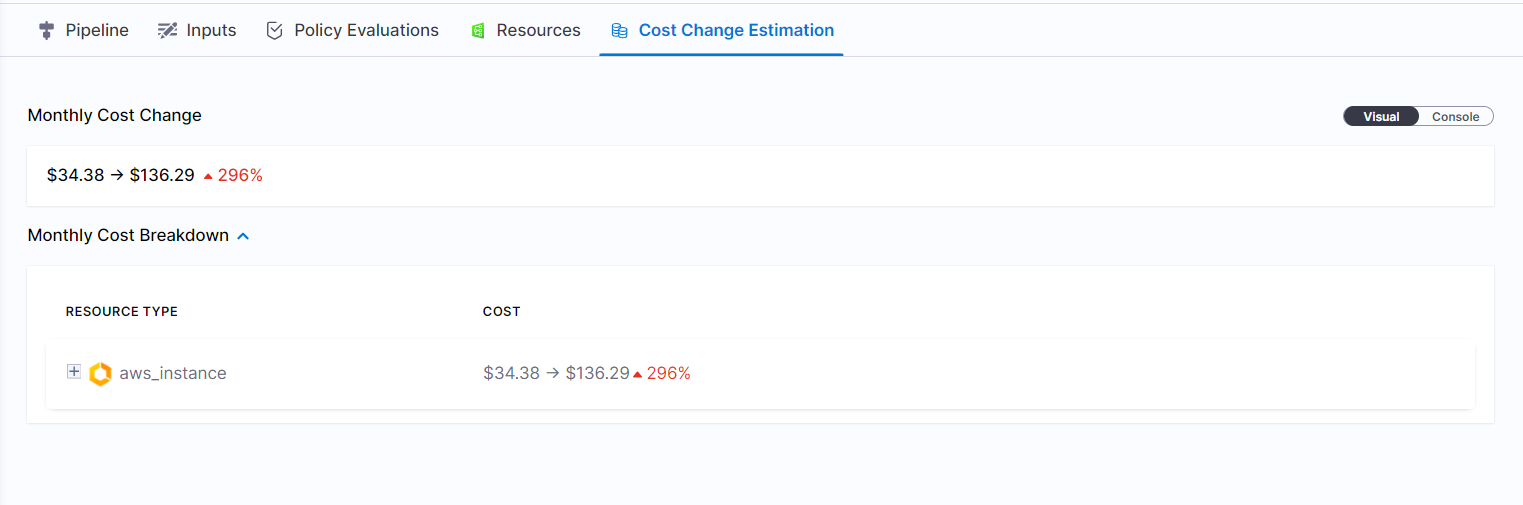 Pipeline Inputs Policy Evaluations Resources Cost Change Estimation
Monthly Cost Change
Visual Console
$34.38 → $136.29 ▲ 296%
Monthly Cost Breakdown
RESOURCE TYPE COST
aws_instance $34.38 → $136.29 ▲ 296%